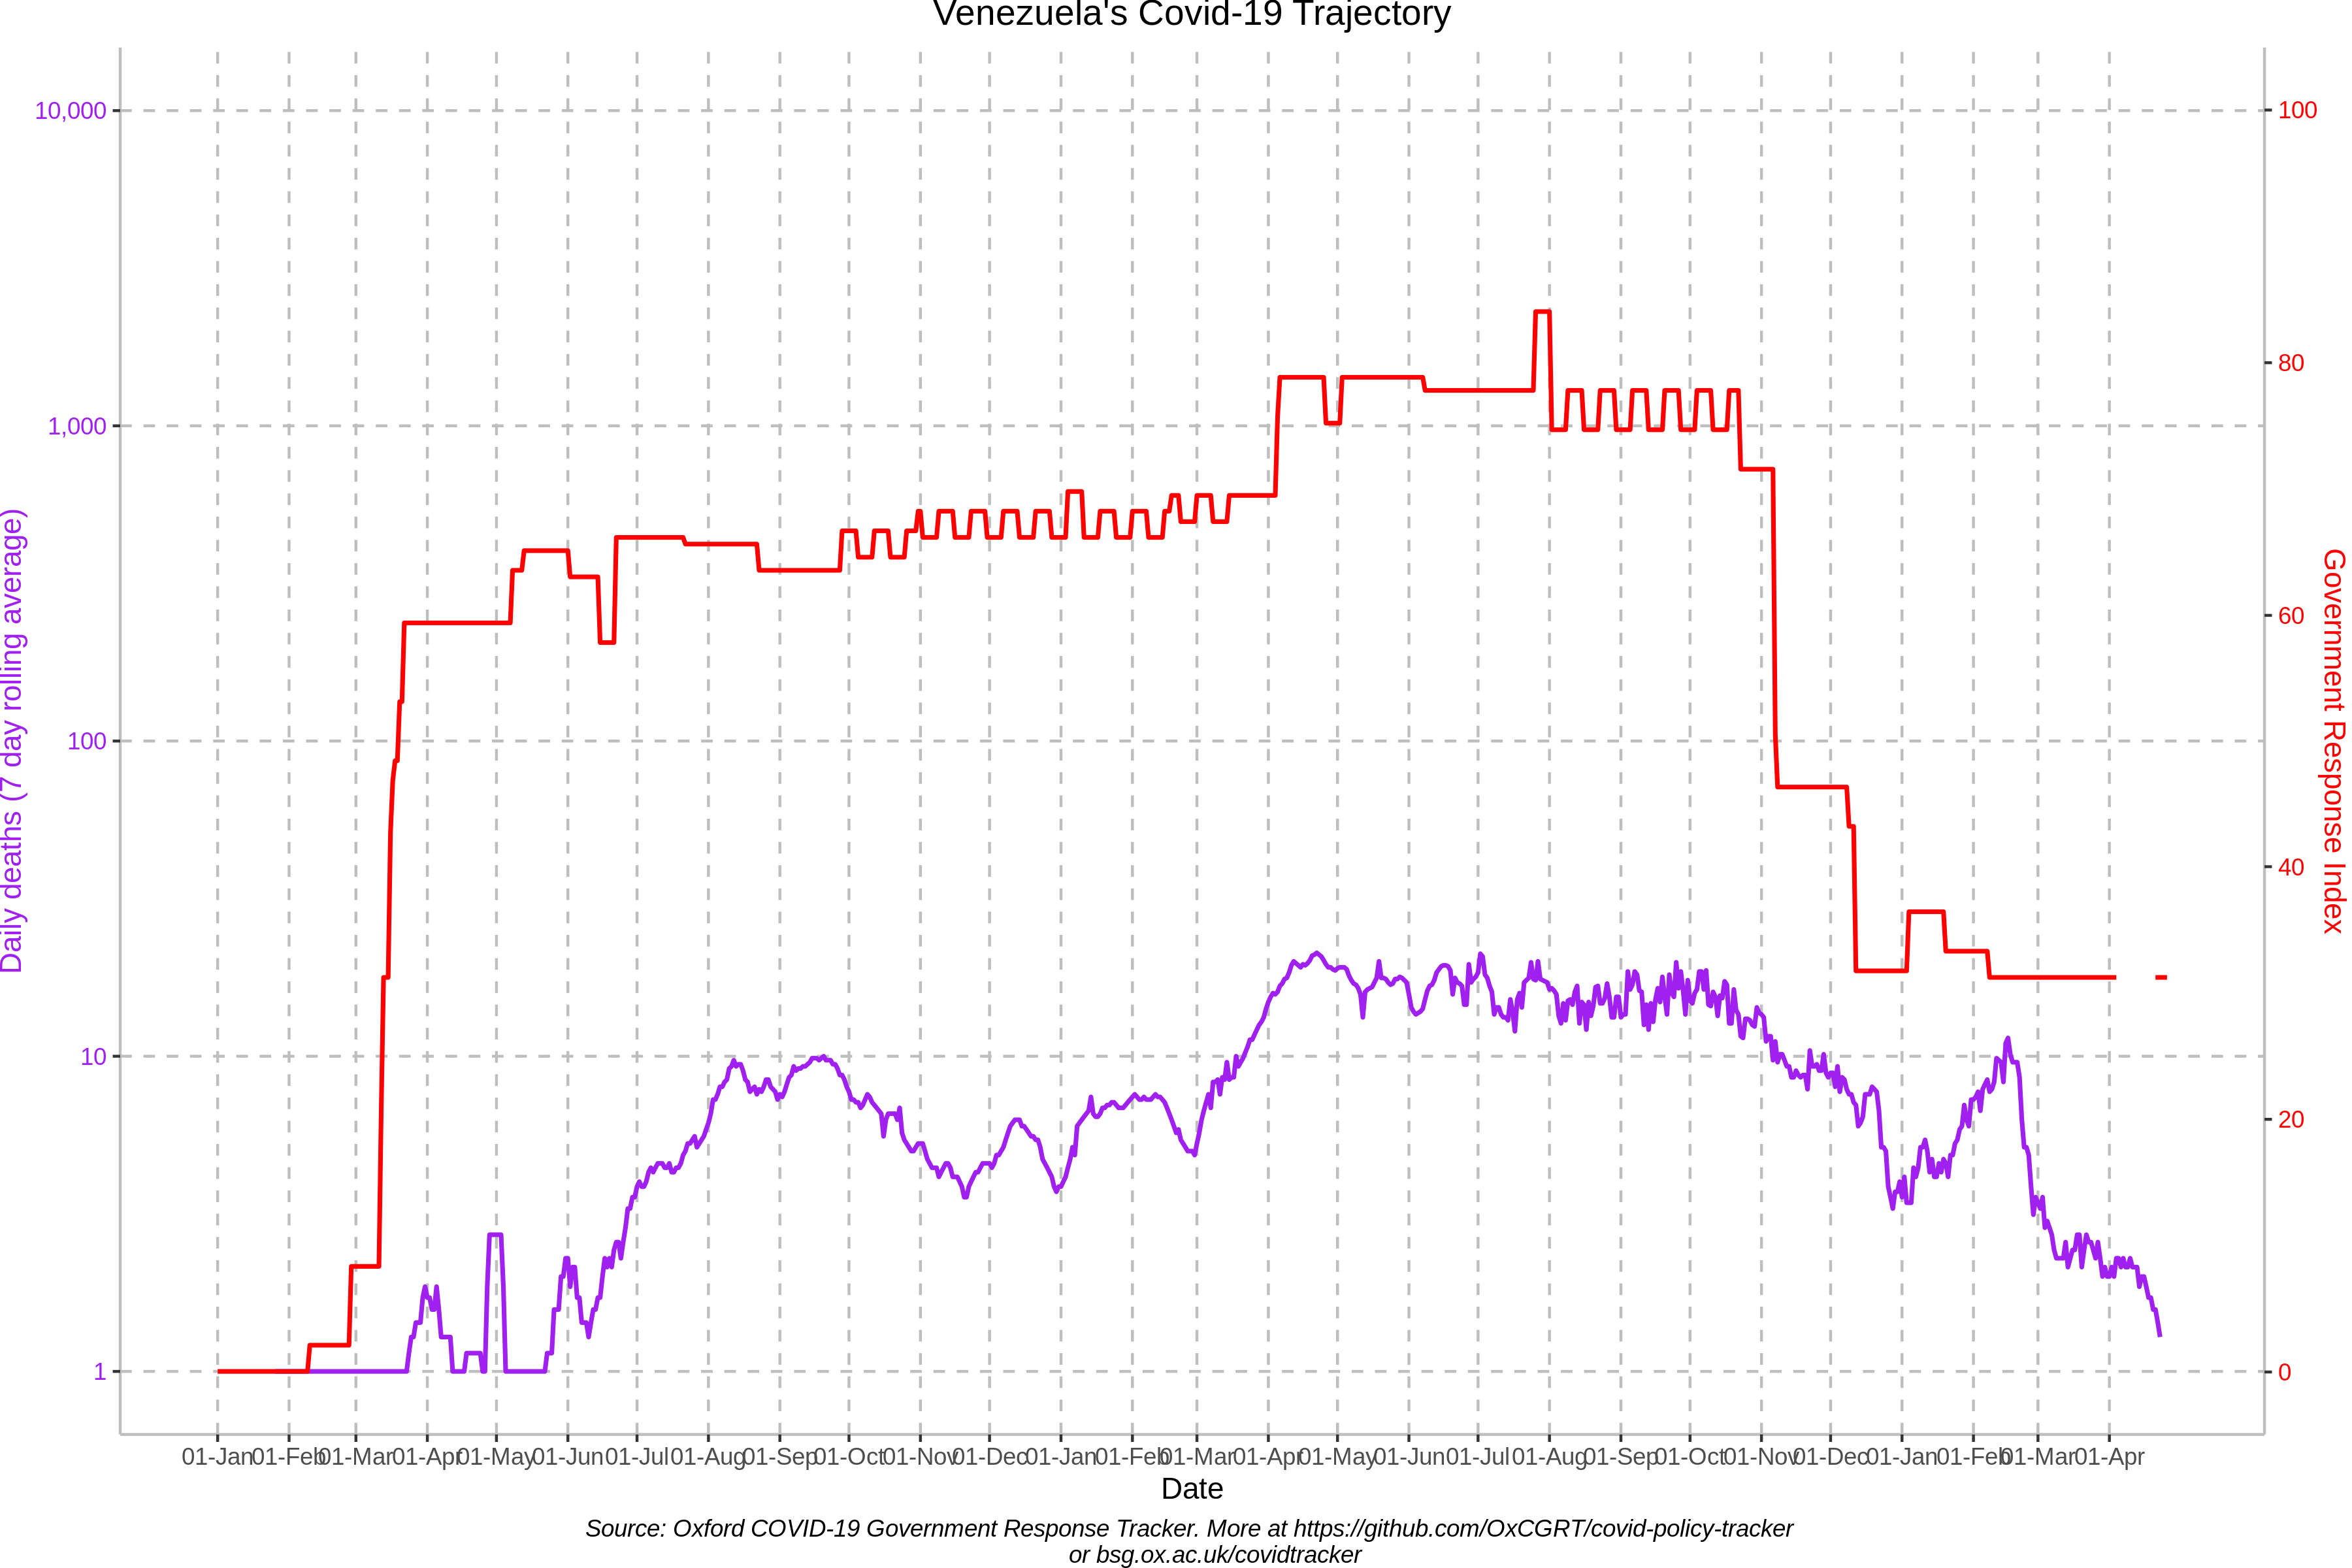 Venezuela's Covid-19 Trajectory
10,000
1,000
100
10
1
Daily deaths (7 day rolling average)
100
80
60
40
20
0
Government Response Index
01-Jan 01-Feb 01-Mar 01-Apr 01-May 01-Jun 01-Jul 01-Aug 01-Sep 01-Oct 01-Nov 01-Dec 01-Jan 01-Feb 01-Mar 01-Apr 01-May 01-Jun 01-Jul 01-Aug 01-Sep 01-Oct 01-Nov 01-Dec 01-Jan 01-Feb 01-Mar 01-Apr
Date
Source: Oxford COVID-19 Government Response Tracker. More at https://github.com/OxCGRT/covid-policy-tracker
or bsg.ox.ac.uk/covidtracker